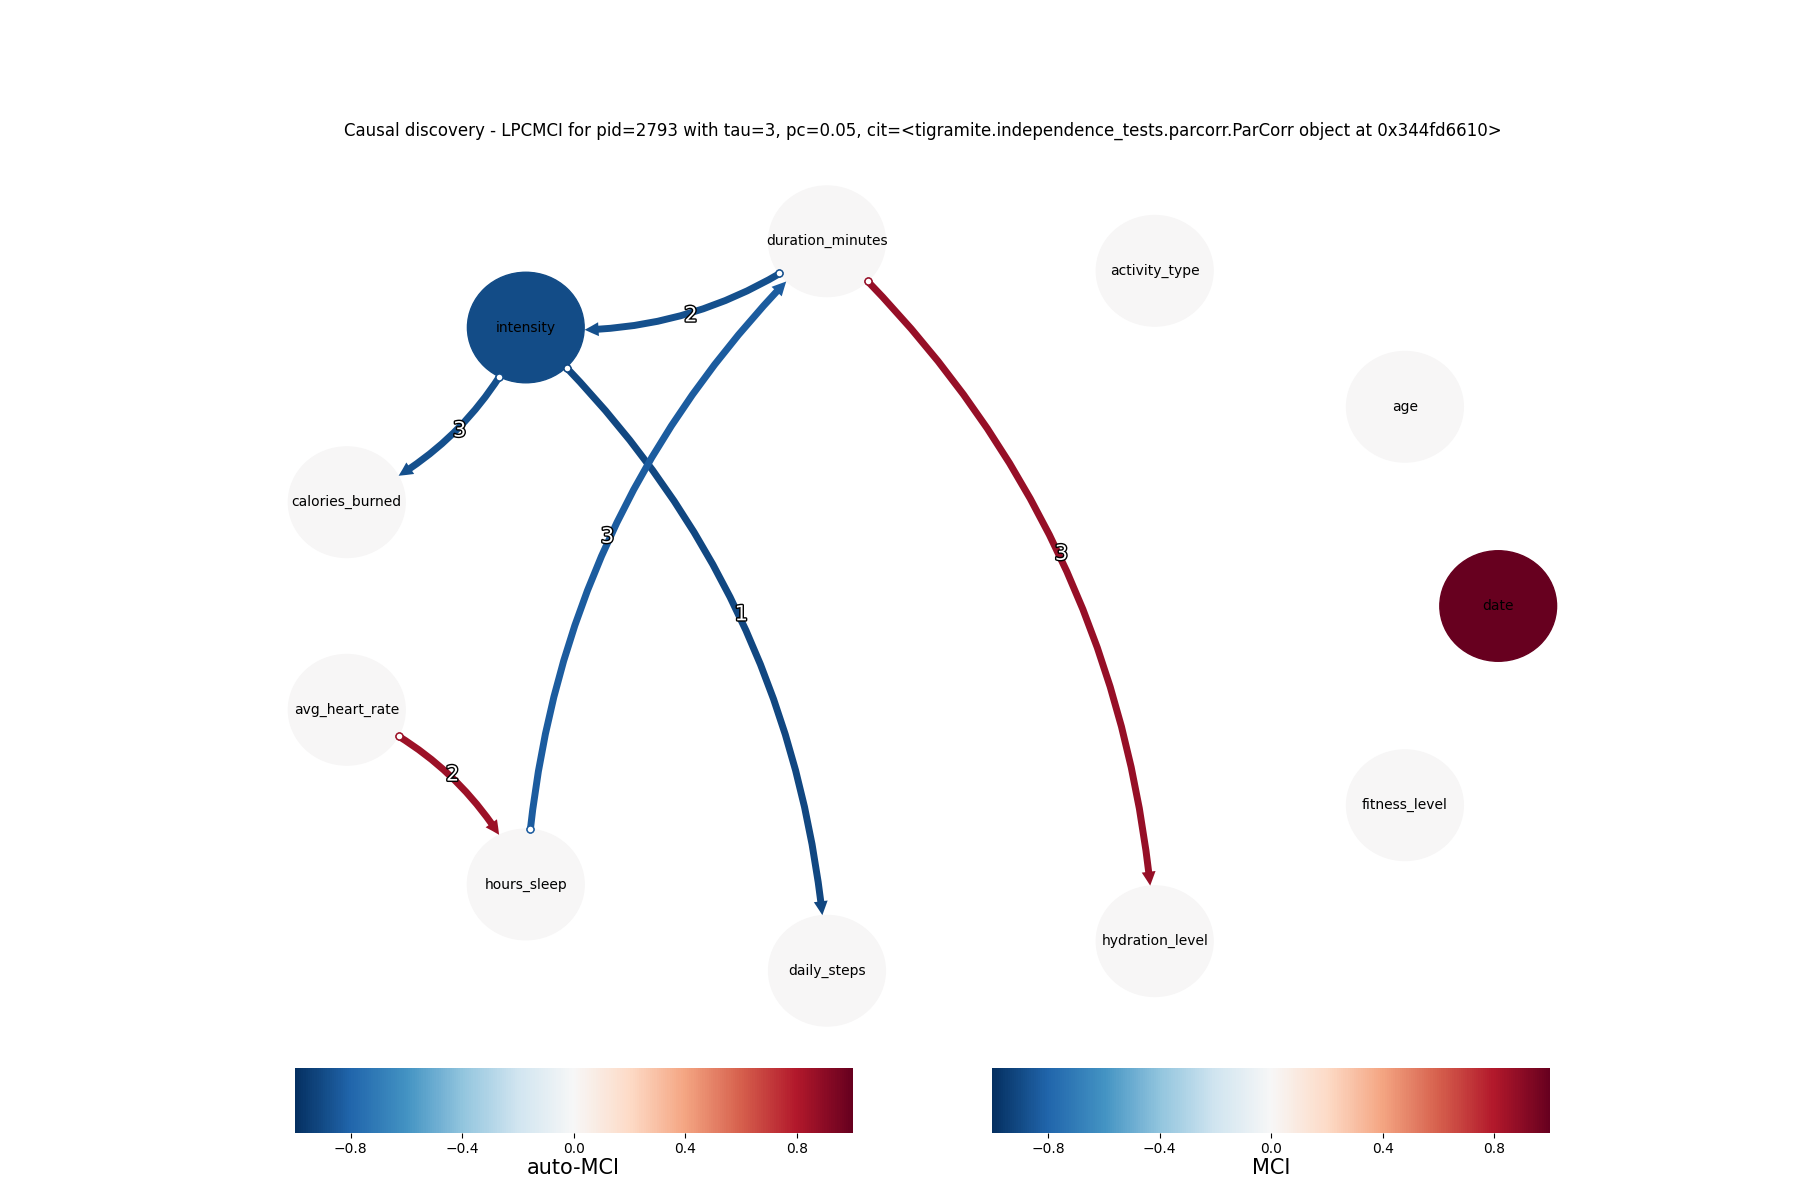 Causal discovery - LPCMCI for pid=2793 with tau=3, pc=0.05, cit=<tigramite.independence_tests.parcorr.ParCorr object at 0x344fd6610>
duration_minutes
activity_type
intensity
2
age
3
calories_burned
3
3
date
1
avg_heart_rate
2
fitness_level
hours_sleep
hydration_level
daily_steps
−0.8 −0.4 0.0 0.4 0.8
auto-MCI
−0.8 −0.4 0.0 0.4 0.8
MCI